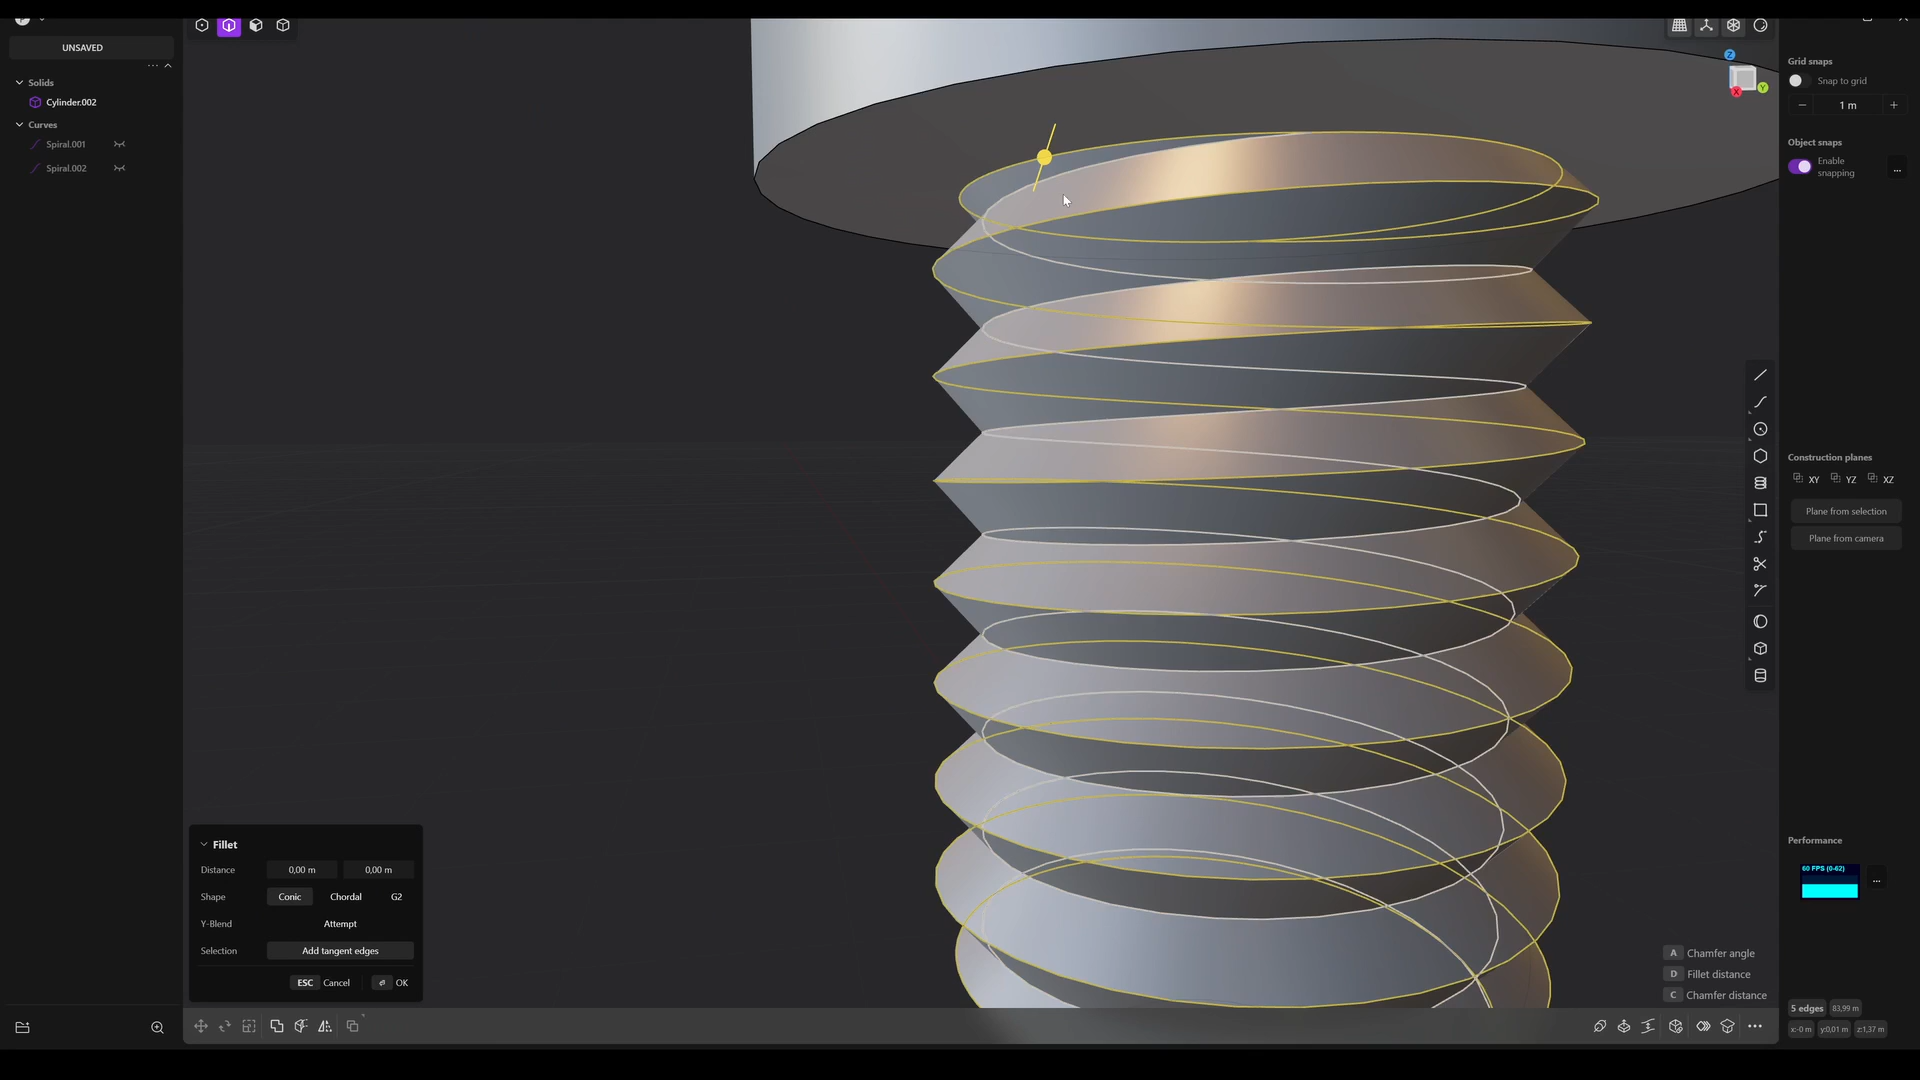 UNSAVED
Solids
Cylinder.002
Curves
Spiral.001
Spiral.002
Fillet
Distance 0,00 m 0,00 m
Shape Conic Chordal G2
Y-Blend Attempt
Selection Add tangent edges
ESC Cancel OK
Z
Y
X
A Chamfer angle
D Fillet distance
C Chamfer distance
Grid snaps
Snap to grid
1 m
Object snaps
Enable
snapping
Construction planes
XY YZ XZ
Plane from selection
Plane from camera
Performance
60 FPS (0-62)
5 edges 83,99 m
x:-0 m y:0,01 m z:1,37 m